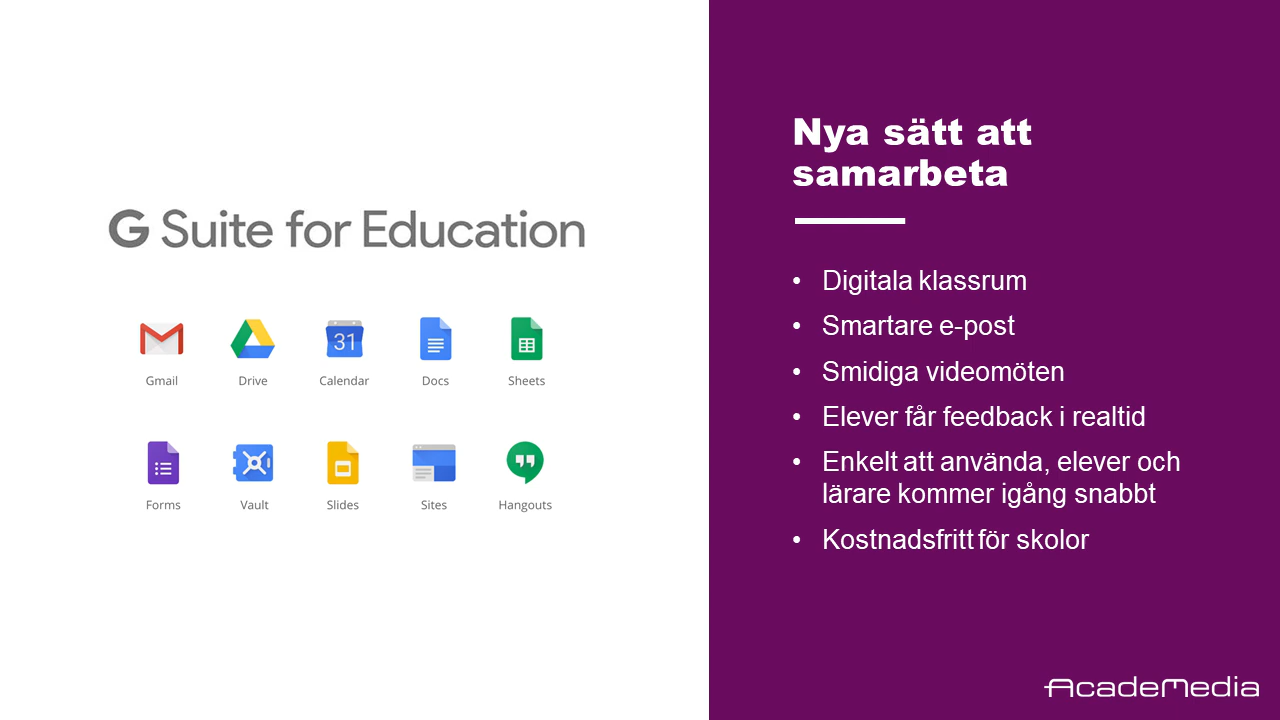 G Suite for Education
31
Gmail
Drive
Calendar
Docs
Sheets
Forms
Vault
Slides
Sites
Hangouts
Nya sätt att
samarbeta
• Digitala klassrum
• Smartare e-post
• Smidiga videomöten
• Elever får feedback i realtid
• Enkelt att använda, elever och
lärare kommer igång snabbt
• Kostnadsfritt för skolor
AcadeMedia